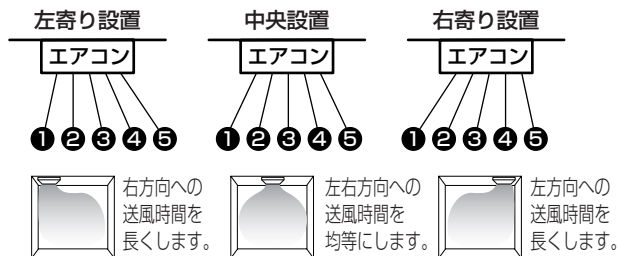 左寄り設置
エアコン
❶❷❸❹❺
右方向への
送風時間を
長くします。
中央設置
エアコン
❶❷❸❹❺
左右方向への
送風時間を
均等にします。
右寄り設置
エアコン
❶❷❸❹❺
左方向への
送風時間を
長くします。